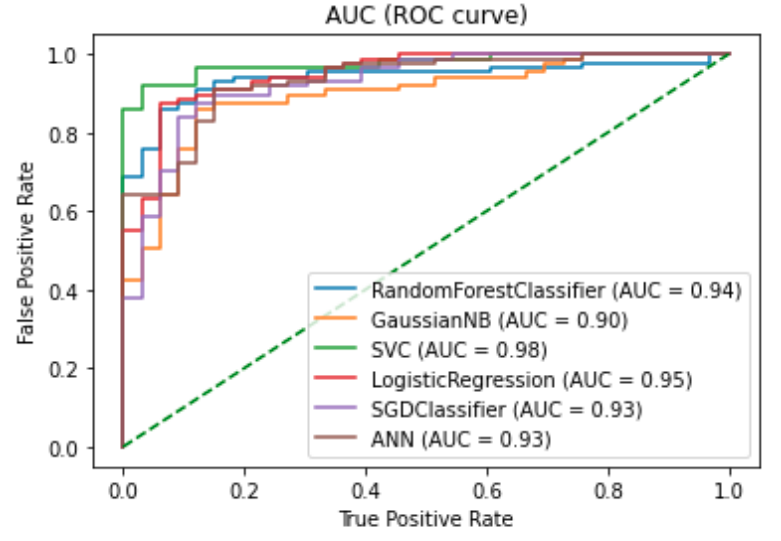 AUC (ROC curve)
False Positive Rate
1.0
0.8
0.6
0.4
0.2
0.0
RandomForestClassifier (AUC = 0.94)
GaussianNB (AUC = 0.90)
SVC (AUC = 0.98)
LogisticRegression (AUC = 0.95)
SGDClassifier (AUC = 0.93)
ANN (AUC = 0.93)
0.0 0.2 0.4 0.6 0.8 1.0
True Positive Rate